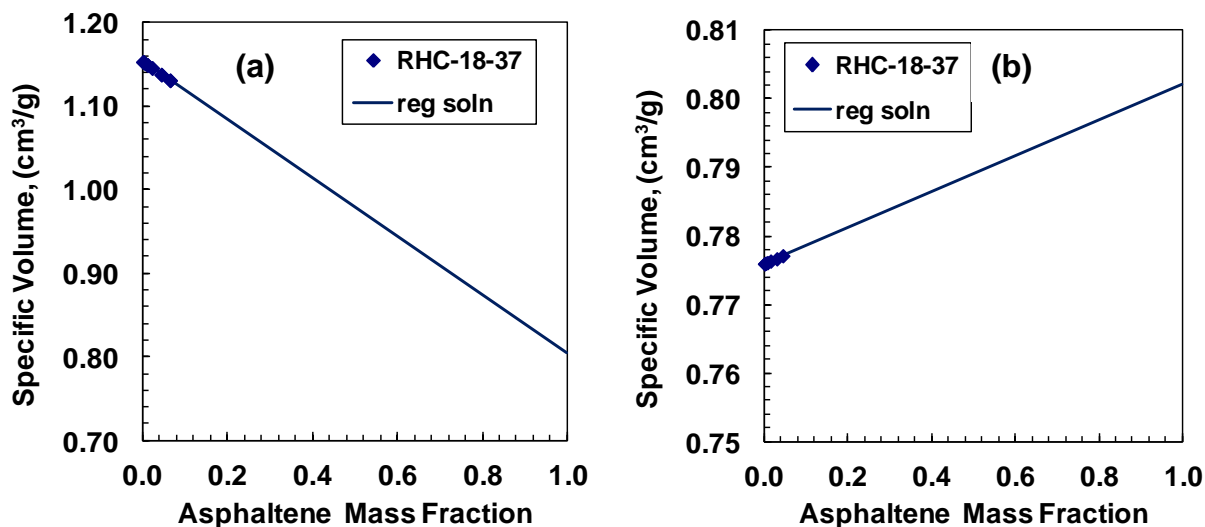 1.20
1.10
1.00
0.90
0.80
0.70
Specific Volume, (cm³/g)
(a)
RHC-18-37
reg soln
0.0 0.2 0.4 0.6 0.8 1.0
Asphaltene Mass Fraction
0.81
0.80
0.79
0.78
0.77
0.76
0.75
Specific Volume, (cm³/g)
RHC-18-37
reg soln
(b)
0.0 0.2 0.4 0.6 0.8 1.0
Asphaltene Mass Fraction